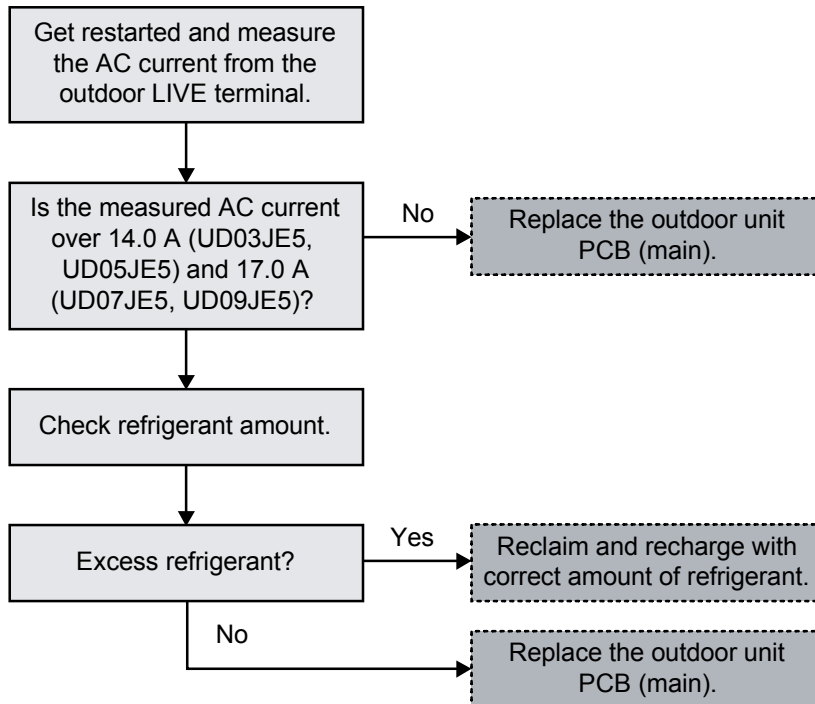 Get restarted and measure
the AC current from the
outdoor LIVE terminal.
Is the measured AC current
over 14.0 A (UD03JE5,
UD05JE5) and 17.0 A
(UD07JE5, UD09JE5)?
No
Replace the outdoor unit
PCB (main).
Check refrigerant amount.
Excess refrigerant?
Yes
Reclaim and recharge with
correct amount of refrigerant.
No
Replace the outdoor unit
PCB (main).